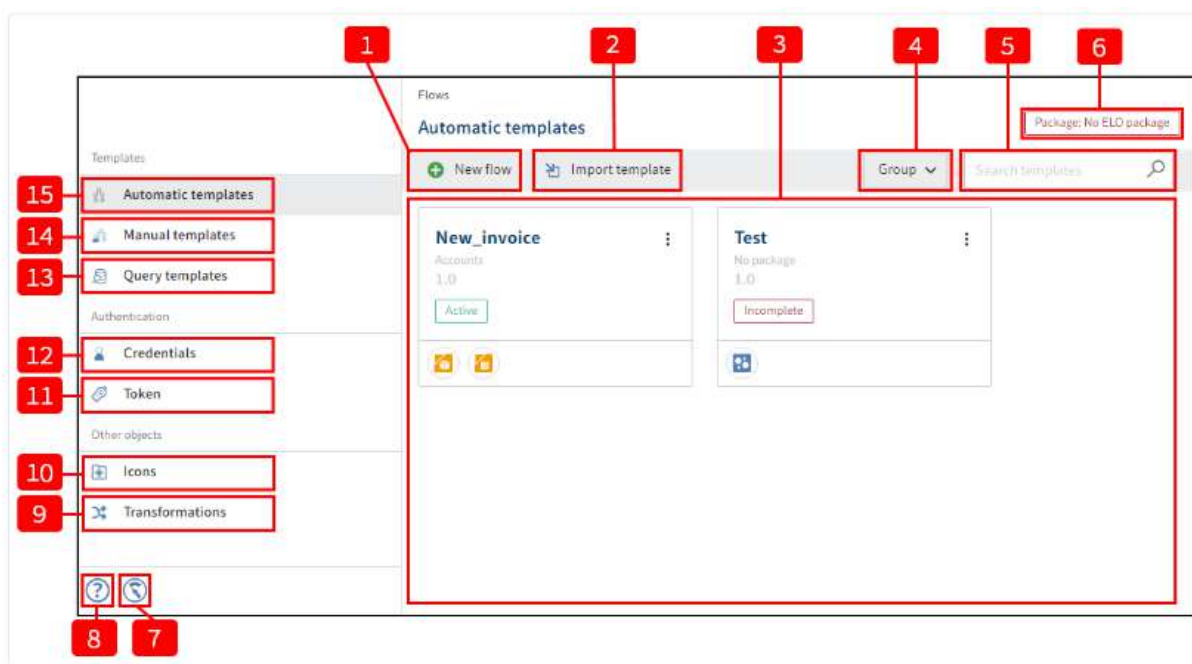 1 2 3 4 5 6
Flows
Automatic templates
Package: No ELO package
Templates
New flow Import template Group Search templates
15 Automatic templates
14 Manual templates
13 Query templates
New_invoice Test
Accounts No package
1.0 1.0
Active Incomplete
Authentication
12 Credentials
11 Token
Other objects
10 Icons
9 Transformations
?
8 7